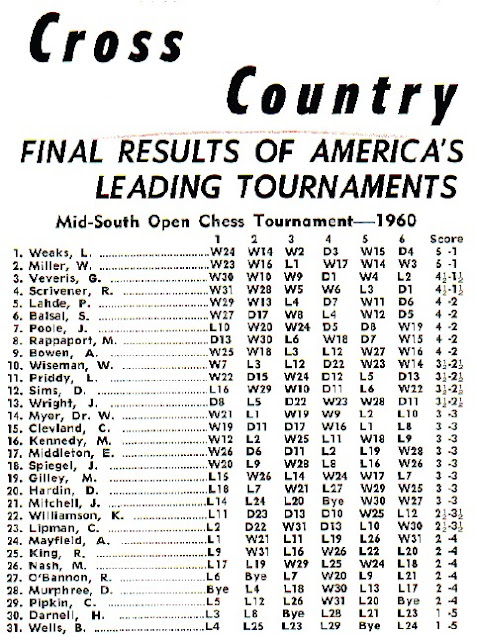 Cross
Country
FINAL RESULTS OF AMERICA'S
LEADING TOURNAMENTS
Mid-South Open Chess Tournament—1960
1 2 3 4 5 6 Score
1. Weaks, L. W24 W14 W2 D3 W15 D4 5 -1
2. Miller, W. W23 W16 L1 W17 W14 W3 5 -1
3. Veveris, G. W30 W10 W9 D1 W4 L2 4½-1½
4. Scrivener, R. W31 W28 W5 W6 L3 D1 4½-1½
5. Lahde, P. W29 W13 L4 D7 W11 D6 4 -2
6. Balsai, S. W27 D17 W8 L4 W12 D5 4 -2
7. Poole, J. L10 W20 W24 D5 D8 W19 4 -2
8. Rappaport, M. D13 W30 L6 W18 D7 W15 4 -2
9. Bowen, A. W25 W18 L3 L12 W27 W16 4 -2
10. Wiseman, W. W7 L3 L12 D22 W23 W14 3½-2½
11. Priddy, L. W22 D15 W24 D12 L5 D13 3½-2½
12. Sims, D. L16 W29 W10 D11 L6 W22 3½-2½
13. Wright, J. D8 L5 D22 W23 W28 D11 3½-2½
14. Myor, Dr. W. W21 L1 W19 W9 L2 L10 3 -3
15. Clevland, C. W19 D11 D17 W16 L1 L8 3 -3
16. Kennedy, M. W12 L2 W25 L11 W18 L9 3 -3
17. Middleton, E. W26 D6 D11 L2 L19 W28 3 -3
18. Spiegel, J. W20 L9 W28 L8 L16 W26 3 -3
19. Gilley, M. L15 W26 L14 W24 W17 L7 3 -3
20. Hardin, D. L18 L7 W21 L27 W29 W25 3 -3
21. Mitchell, J. L14 L24 L20 Bye W30 W27 3 -3
22. Williamson, K. L11 D23 D13 D10 W25 L12 2½-3½
23. Lipman, C. L2 D22 W31 D13 L10 W30 2½-3½
24. Mayfield, A. L1 W21 L11 L19 L26 W31 2 -4
25. King, R. L9 W31 L16 W26 L22 L20 2 -4
26. Nash, M. L17 L19 W29 L25 W24 L18 2 -4
27. O'Bannon, R. L6 Bye L7 W20 L9 L21 2 -4
28. Murphree, D. Bye L4 L18 W30 L13 L17 2 -4
29. Pipkin, C. L5 L12 L26 W31 L20 Bye 2 -4
30. Darnell, H. L3 L8 Bye L28 L21 L23 1 -5
31. Wells, B. L4 L25 L23 L29 Bye L24 1 -5